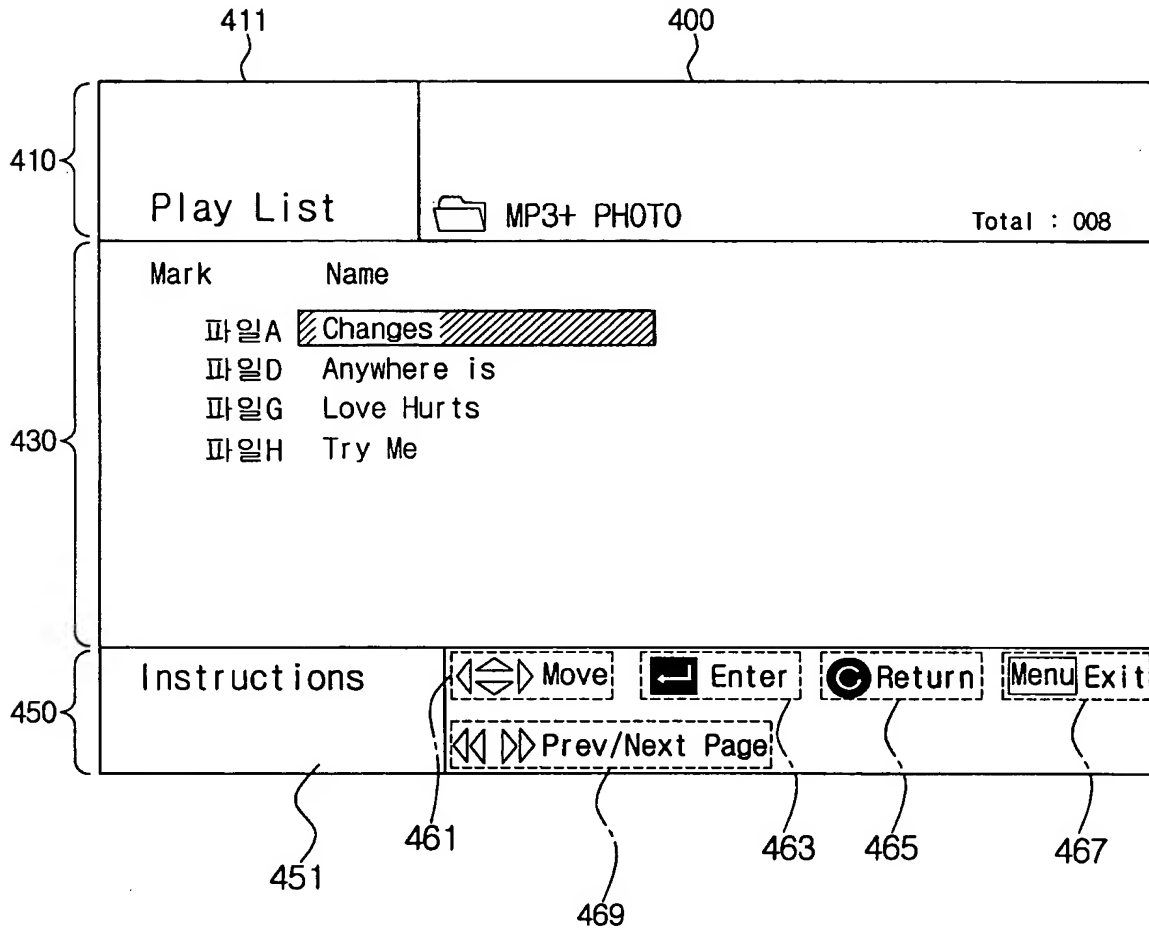 411 400
410
Play List MP3+ PHOTO Total : 008
Mark Name
파일A Changes
파일D Anywhere is
파일G Love Hurts
430
파일H Try Me
Instructions Move Enter Return Menu Exit
450
Prev/Next Page
461 463 465 467
451
469